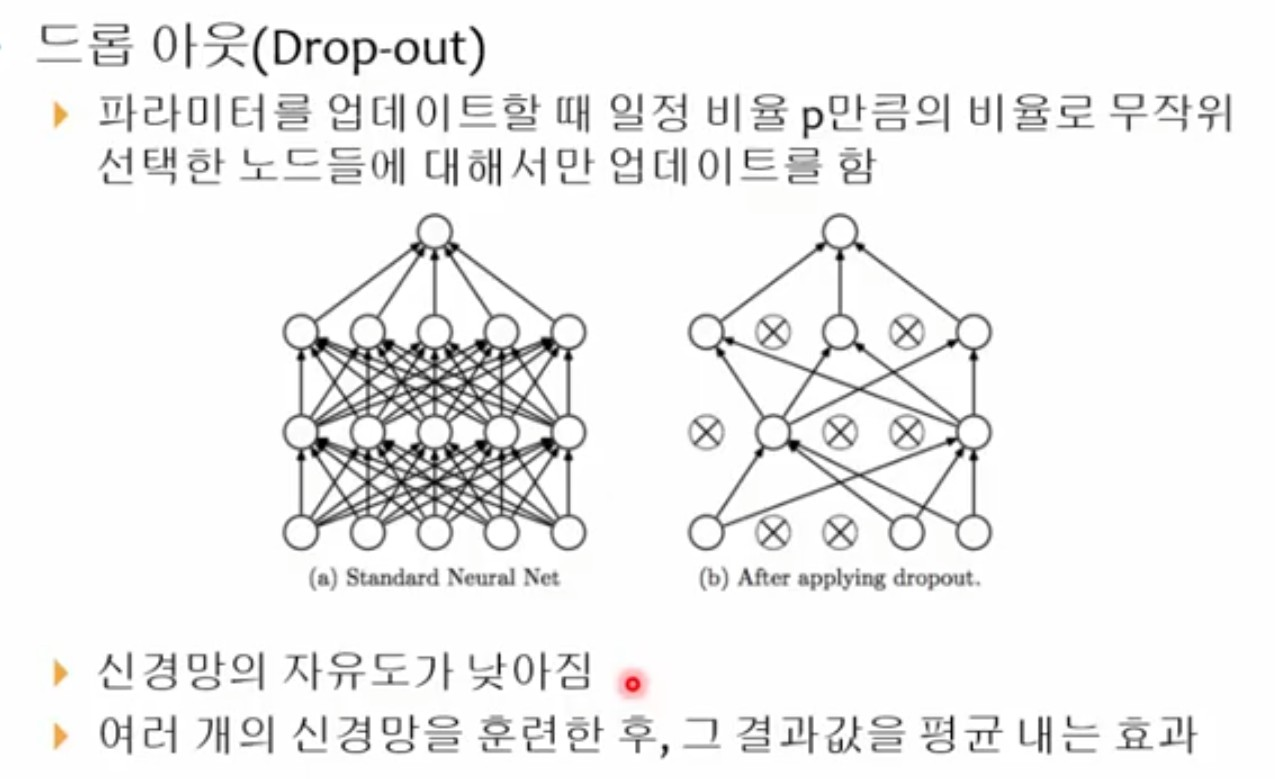 드롭 아웃(Drop-out)
파라미터를 업데이트할 때 일정 비율 p만큼의 비율로 무작위
선택한 노드들에 대해서만 업데이트를 함
(a) Standard Neural Net
(b) After applying dropout.
신경망의 자유도가 낮아짐
여러 개의 신경망을 훈련한 후, 그 결과값을 평균 내는 효과